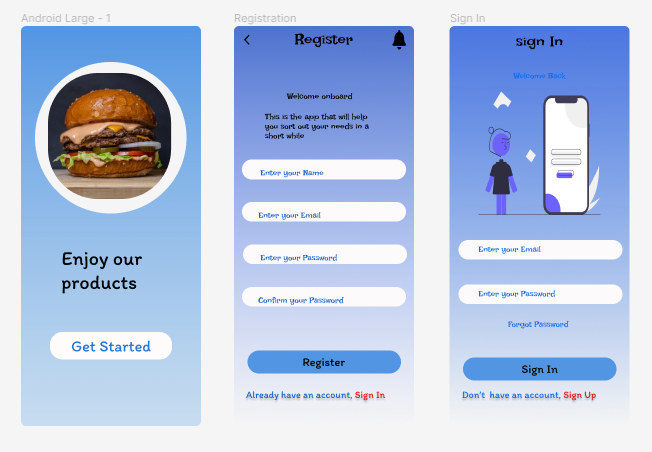 Android Large - 1
Enjoy our
products
Get Started
Registration
Register
Welcome onboard
This is the app that will help
you sort out your needs in a
short while
Enter your Name
Enter your Email
Enter your Password
Confirm your Password
Register
Already have an account, Sign In
Sign In
sign In
Welcome Back
Enter your Email
Enter your Password
Forgot Password
Sign In
Don't have an account, Sign Up